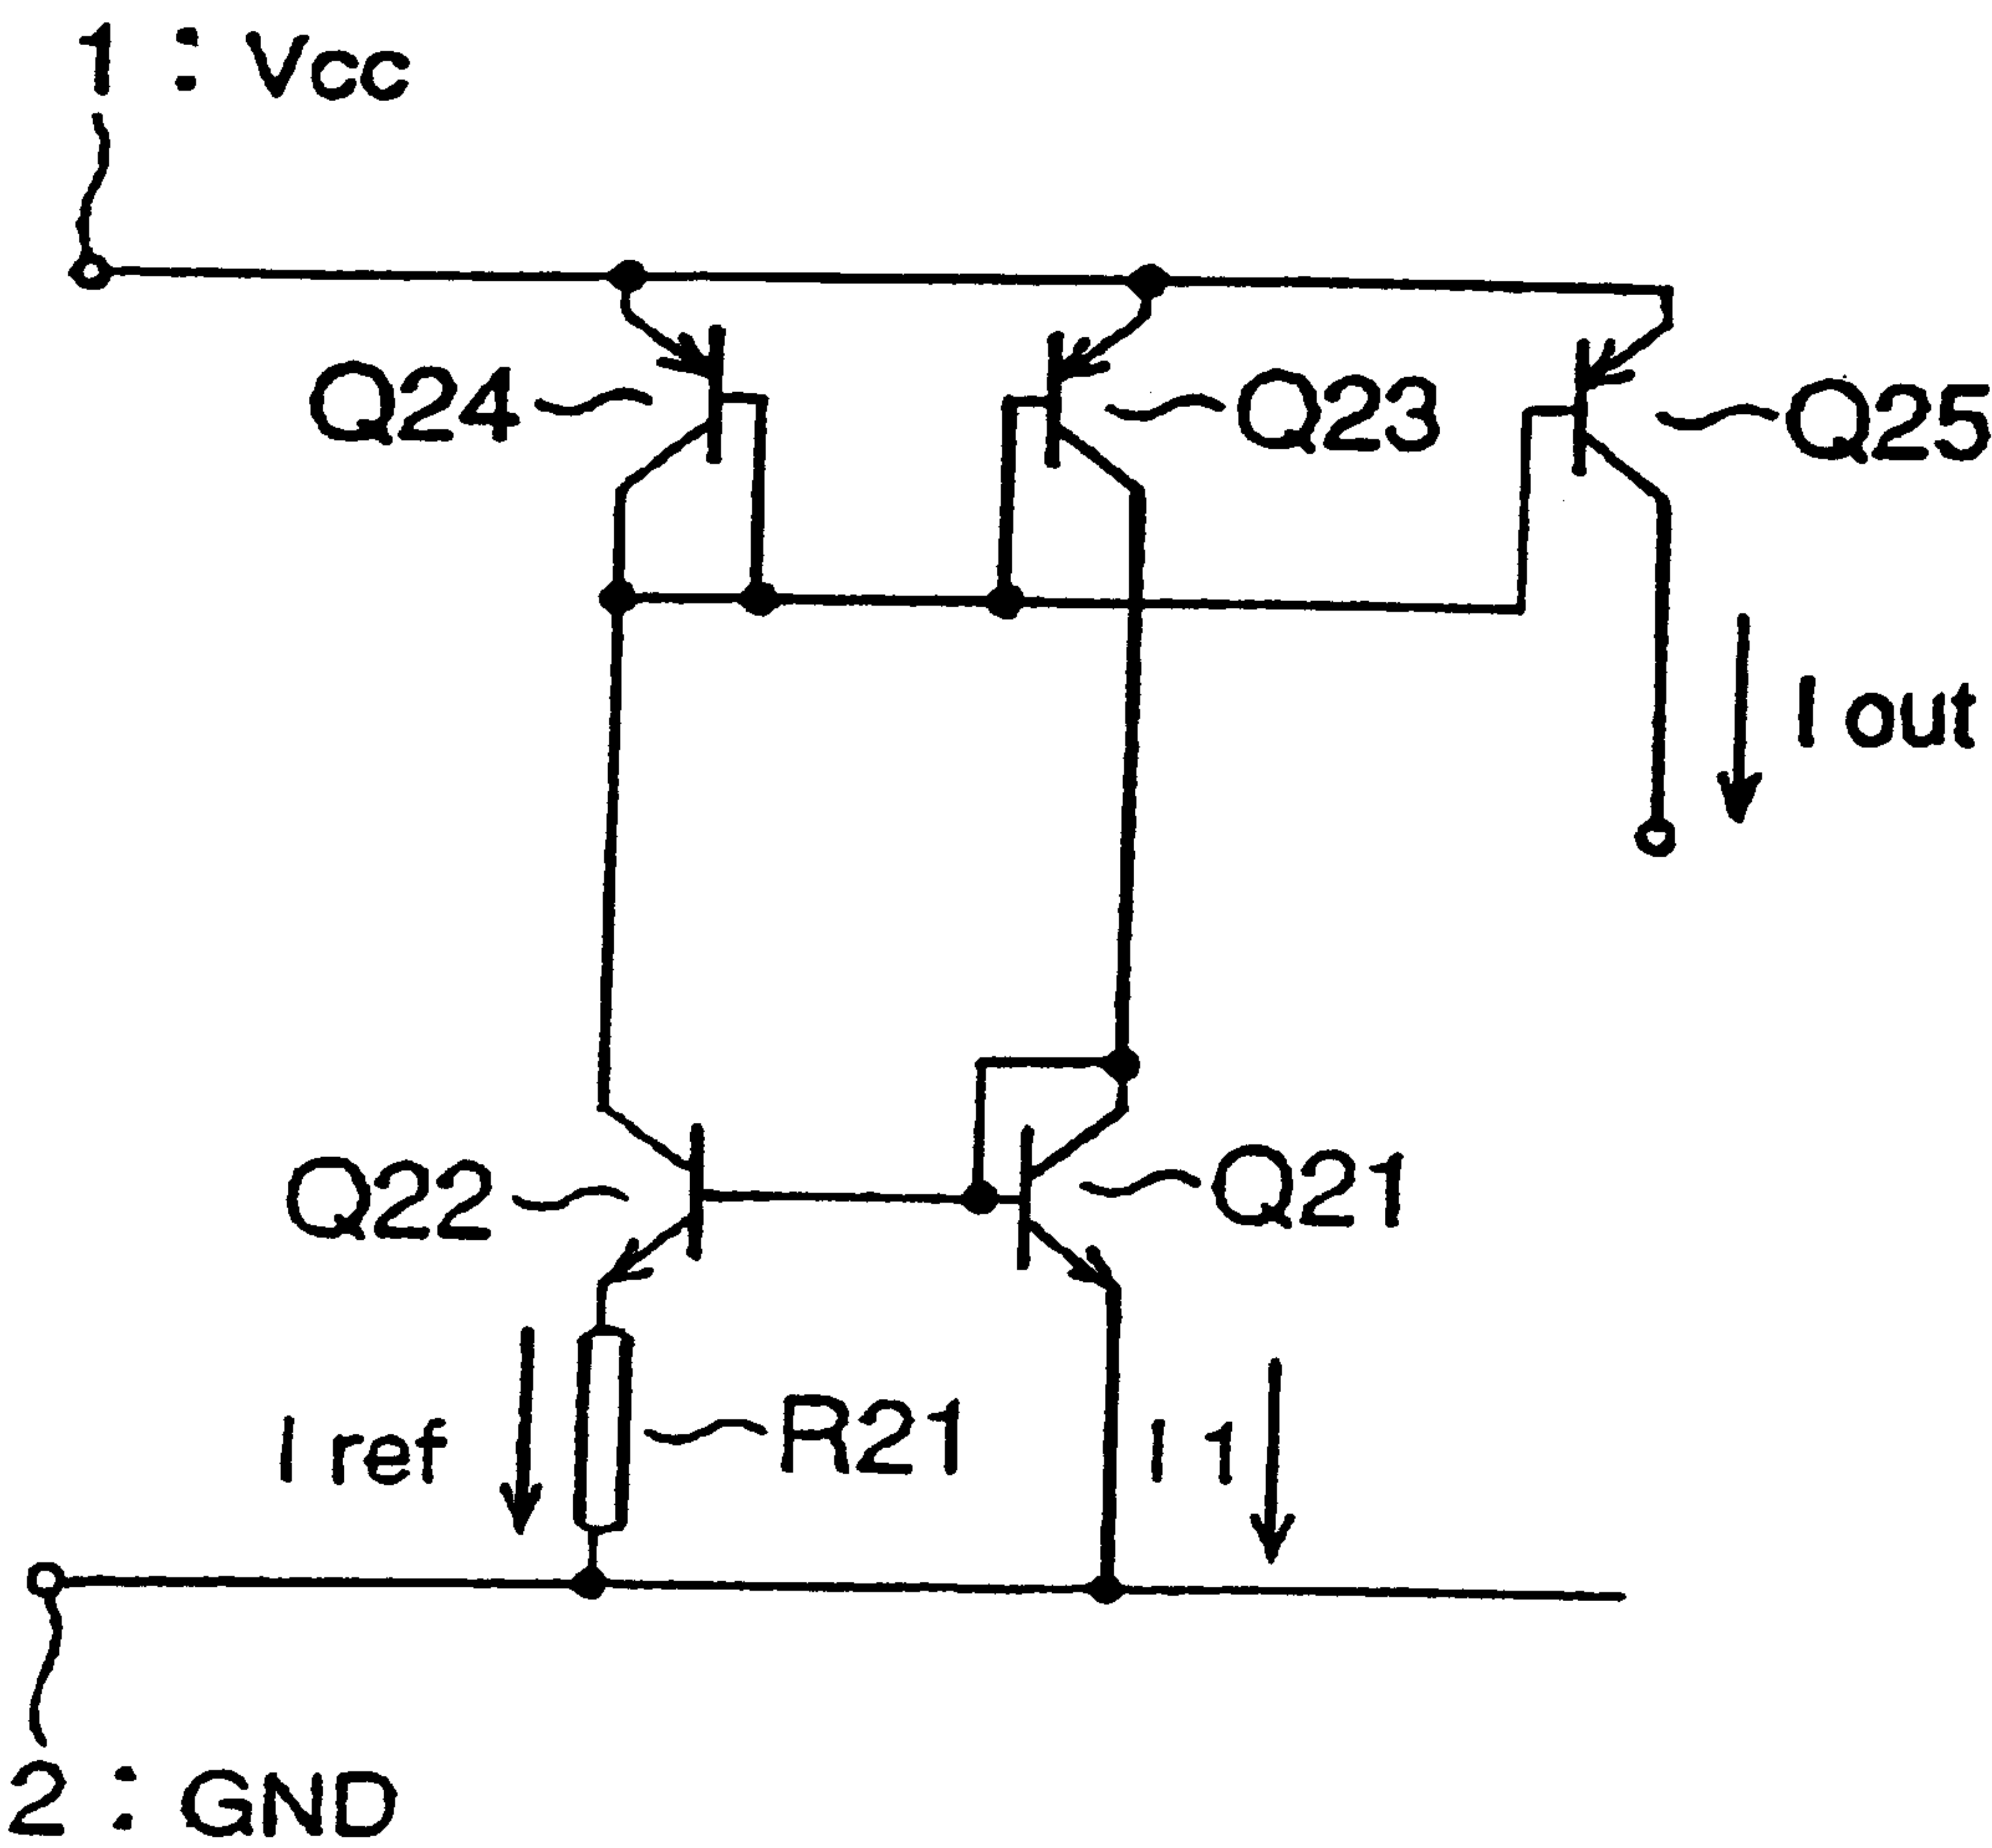 1 : Vcc
Q24
Q23
Q25
I out
Q22
Q21
I ref
R21
I 1
2 : GND